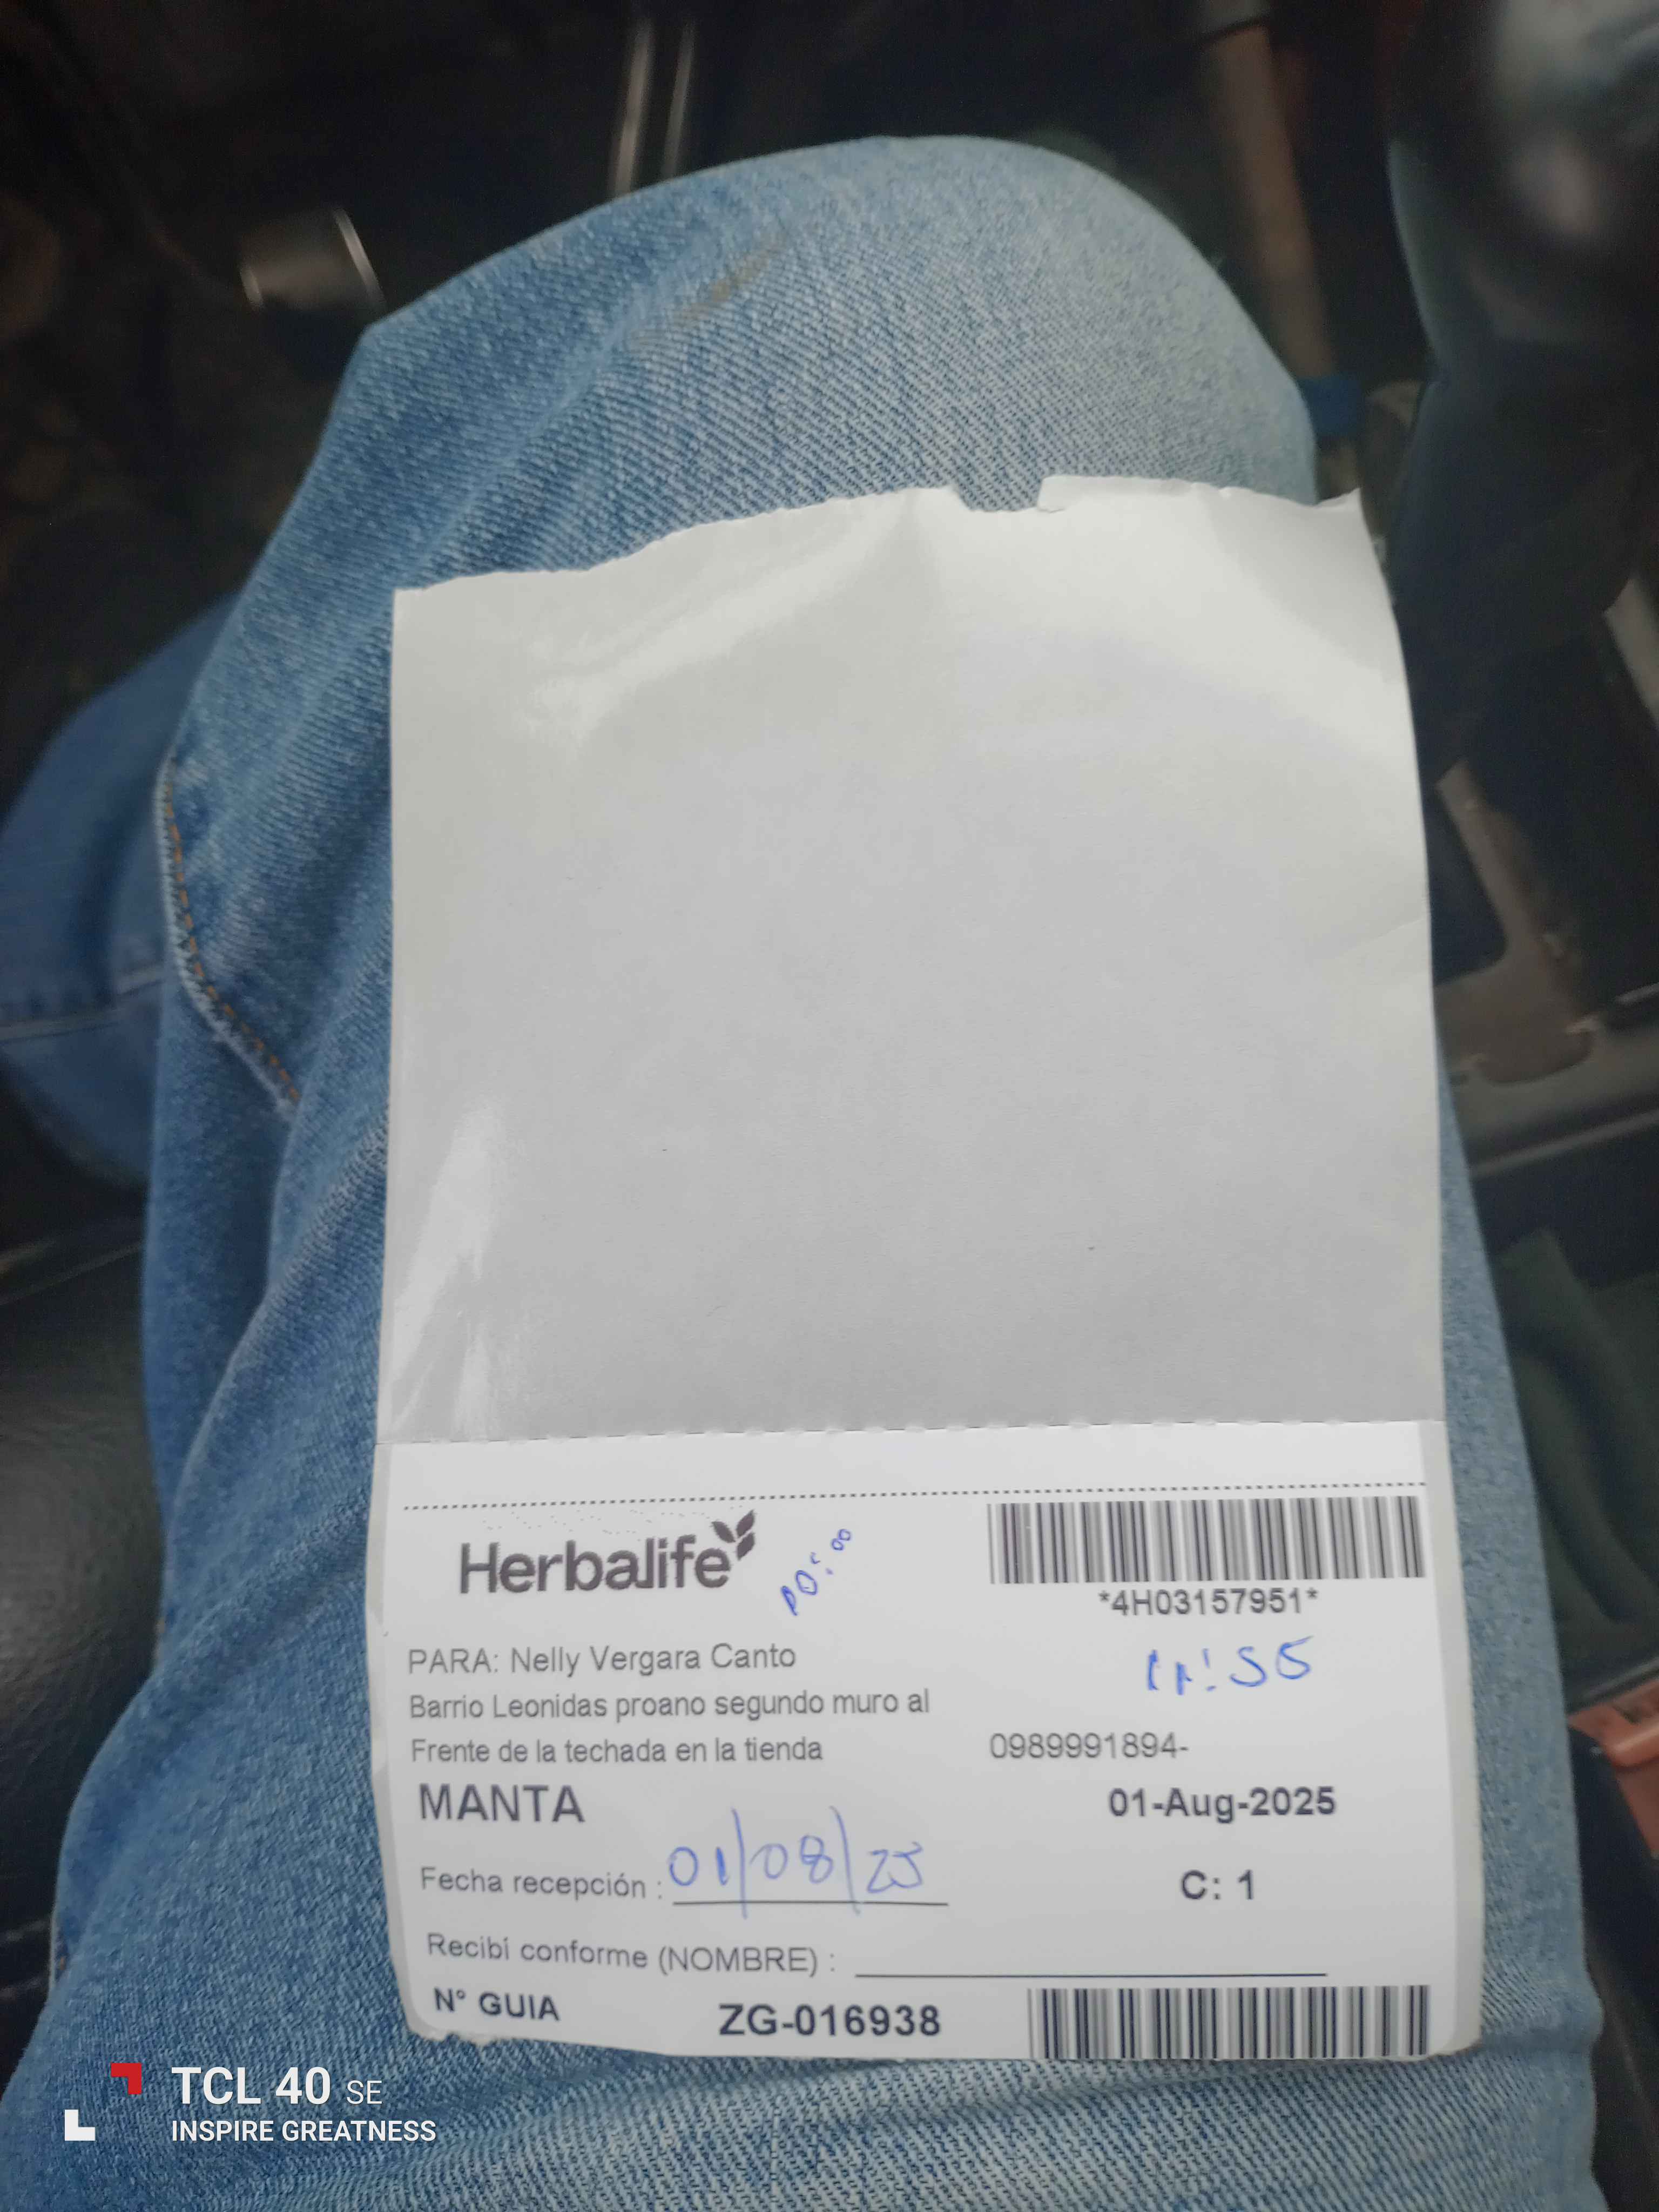 Herbalife
*4H03157951*
PARA: Nelly Vergara Canto
11:55
Barrio Leonidas proano segundo muro al
Frente de la techada en la tienda
0989991894-
MANTA
01-Aug-2025
Fecha recepción : 01/08/25
C: 1
Recibí conforme (NOMBRE) :
N° GUIA ZG-016938
TCL 40 SE
INSPIRE GREATNESS